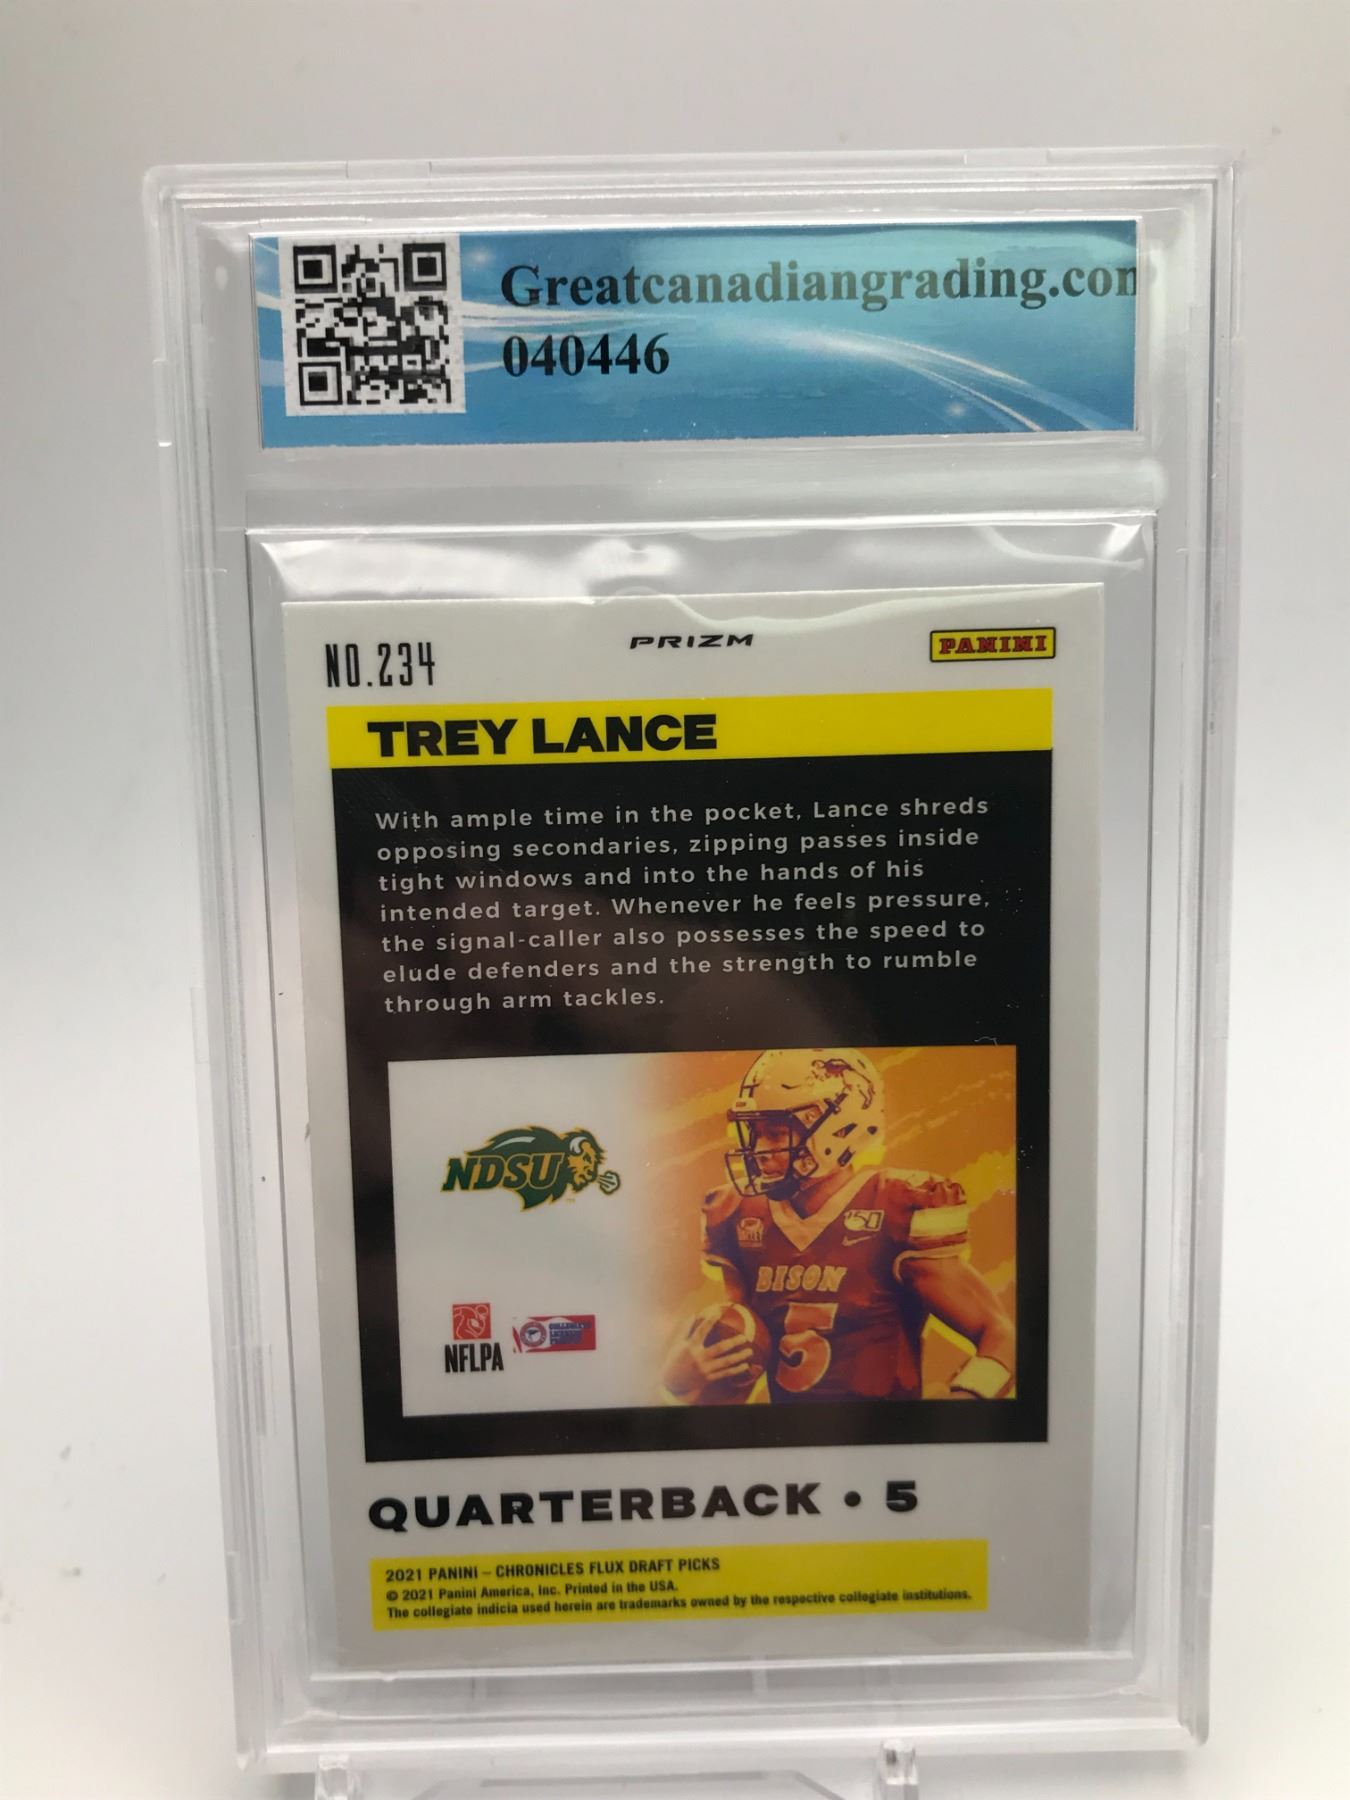 Greatcanadiangrading.com
040446
NO.234
PRIZM
PANINI
TREY LANCE
With ample time in the pocket, Lance shreds
opposing secondaries, zipping passes inside
tight windows and into the hands of his
intended target. Whenever he feels pressure,
the signal-caller also possesses the speed to
elude defenders and the strength to rumble
through arm tackles.
NDSU
150
BISON
5
NFLPA
COLLEGIATE
LICENSED
QUARTERBACK • 5
2021 PANINI – CHRONICLES FLUX DRAFT PICKS
© 2021 Panini America, Inc. Printed in the USA.
The collegiate indicia used herein are trademarks owned by the respective collegiate institutions.